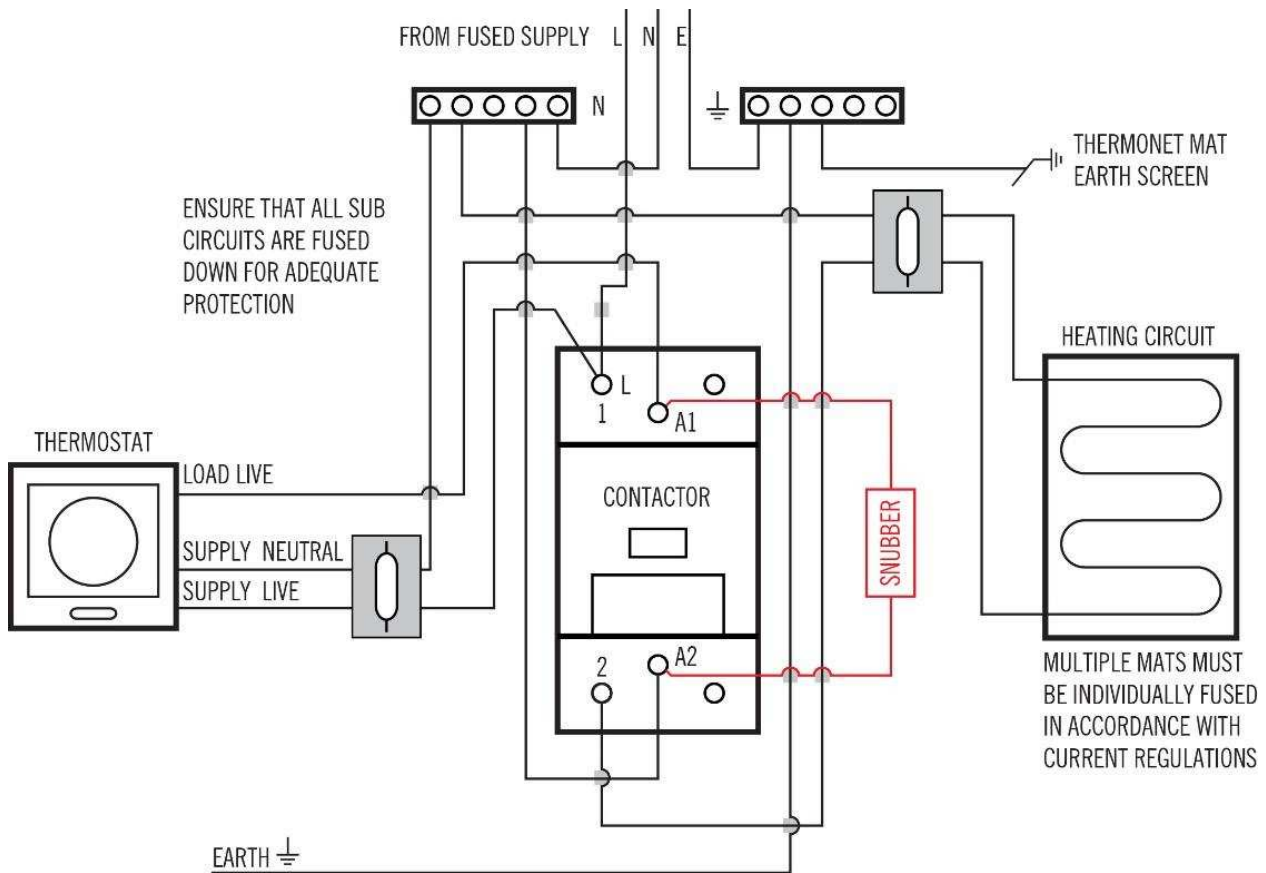 FROM FUSED SUPPLY L N E
N
THERMONET MAT
EARTH SCREEN
ENSURE THAT ALL SUB
CIRCUITS ARE FUSED
DOWN FOR ADEQUATE
PROTECTION
HEATING CIRCUIT
L
1
A1
THERMOSTAT
LOAD LIVE
CONTACTOR
SNUBBER
SUPPLY NEUTRAL
SUPPLY LIVE
2
A2
MULTIPLE MATS MUST
BE INDIVIDUALLY FUSED
IN ACCORDANCE WITH
CURRENT REGULATIONS
EARTH